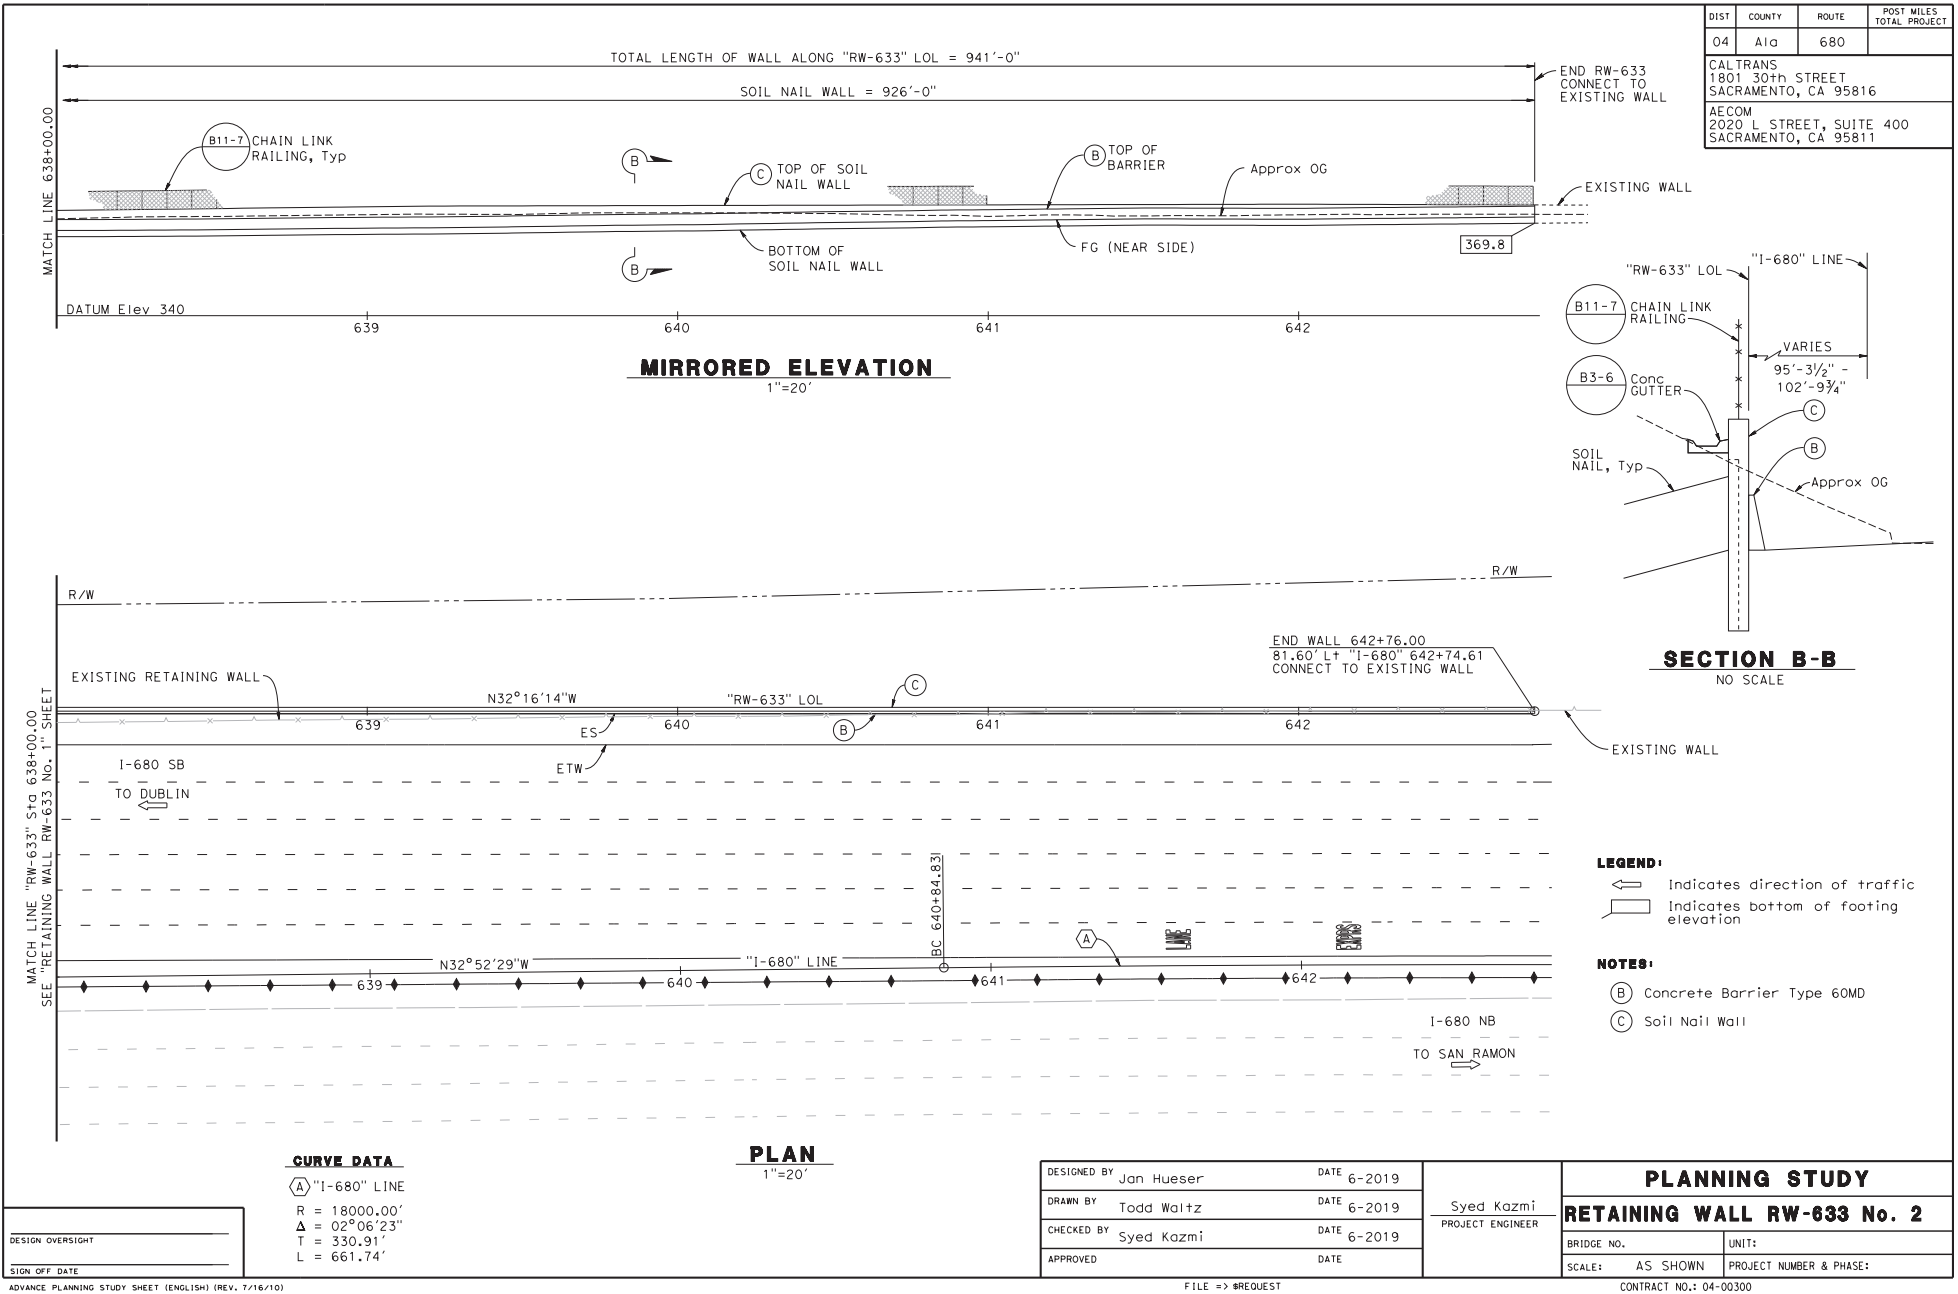 DIST COUNTY ROUTE POST MILES
TOTAL PROJECT
04 Ala 680
CALTRANS
1801 30th STREET
SACRAMENTO, CA 95816
AECOM
2020 L STREET, SUITE 400
SACRAMENTO, CA 95811
TOTAL LENGTH OF WALL ALONG "RW-633" LOL = 941'-0"
SOIL NAIL WALL = 926'-0"
END RW-633
CONNECT TO
EXISTING WALL
MATCH LINE 638+00.00
B11-7
CHAIN LINK
RAILING, Typ
B
C
TOP OF SOIL
NAIL WALL
B
TOP OF
BARRIER
Approx OG
EXISTING WALL
B
BOTTOM OF
SOIL NAIL WALL
FG (NEAR SIDE)
369.8
DATUM Elev 340
639 640 641 642
MIRRORED ELEVATION
1"=20'
"RW-633" LOL
"I-680" LINE
B11-7
CHAIN LINK
RAILING
VARIES
95'-3½" -
102'-9¾"
B3-6
Conc
GUTTER
C
B
SOIL
NAIL, Typ
Approx OG
SECTION B-B
NO SCALE
R/W
R/W
END WALL 642+76.00
81.60' Lt "I-680" 642+74.61
CONNECT TO EXISTING WALL
EXISTING RETAINING WALL
N32°16'14"W
"RW-633" LOL
C
639 640 641 642
ES
B
ETW
EXISTING WALL
MATCH LINE "RW-633" Sta 638+00.00
SEE "RETAINING WALL RW-633 No. 1" SHEET
I-680 SB
TO DUBLIN
BC 640+84.83
A
LANE
EXPRESS
N32°52'29"W
"I-680" LINE
639 640 641 642
I-680 NB
TO SAN RAMON
LEGEND:
Indicates direction of traffic
Indicates bottom of footing
elevation
NOTES:
B Concrete Barrier Type 60MD
C Soil Nail Wall
PLAN
1"=20'
CURVE DATA
A "I-680" LINE
R = 18000.00'
Δ = 02°06'23"
T = 330.91'
L = 661.74'
DESIGN OVERSIGHT
SIGN OFF DATE
ADVANCE PLANNING STUDY SHEET (ENGLISH) (REV. 7/16/10)
DESIGNED BY Jan Hueser DATE 6-2019
DRAWN BY Todd Waltz DATE 6-2019
CHECKED BY Syed Kazmi DATE 6-2019
APPROVED DATE
Syed Kazmi
PROJECT ENGINEER
PLANNING STUDY
RETAINING WALL RW-633 No. 2
BRIDGE NO.
UNIT:
SCALE: AS SHOWN
PROJECT NUMBER & PHASE:
FILE => $REQUEST
CONTRACT NO.: 04-0Q300